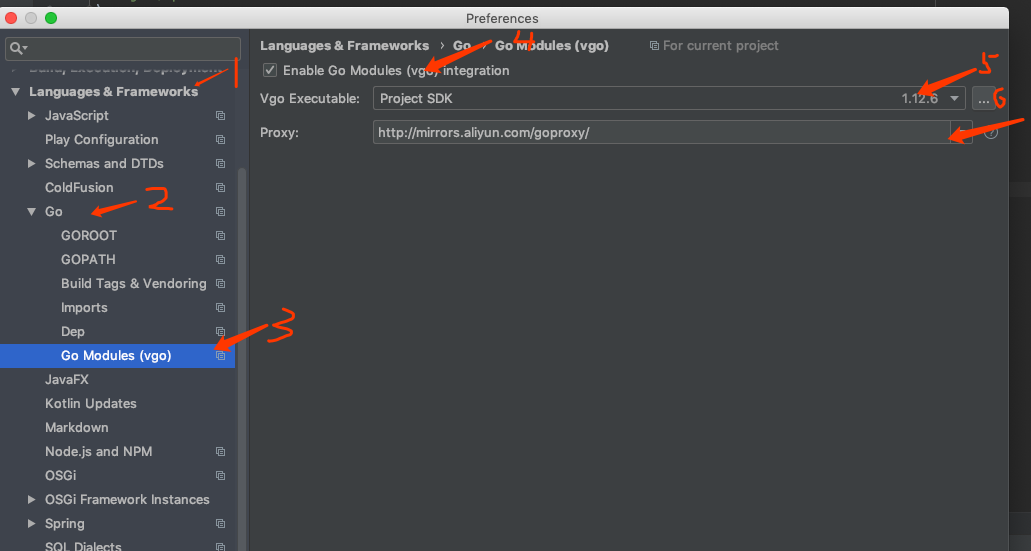 Preferences
Build, Execution, Deployment
1
Languages & Frameworks
JavaScript
Play Configuration
Schemas and DTDs
ColdFusion
Go
2
GOROOT
GOPATH
Build Tags & Vendoring
Imports
Dep
3
Go Modules (vgo)
JavaFX
Kotlin Updates
Markdown
Node.js and NPM
OSGi
OSGi Framework Instances
Spring
SQL Dialects
Languages & Frameworks › Go › Go Modules (vgo) For current project
4
Enable Go Modules (vgo) integration
5
Vgo Executable: Project SDK 1.12.6 ...
6
Proxy: http://mirrors.aliyun.com/goproxy/ ?